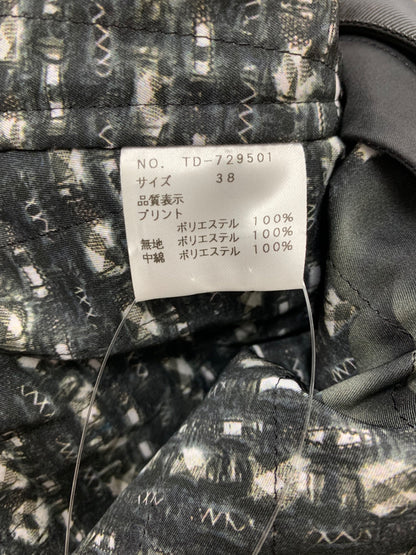 NO. TD-729501
サイズ 38
品質表示
プリント
ポリエステル 100%
無地 ポリエステル 100%
中綿 ポリエステル 100%